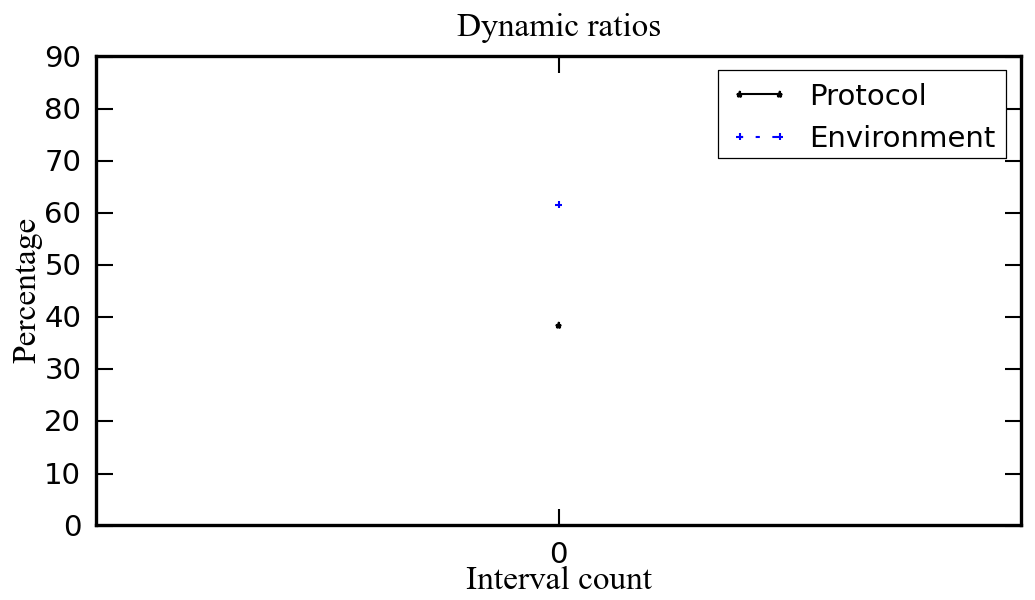 Dynamic ratios
Protocol
Environment
90
80
70
60
50
40
30
20
10
0
Percentage
0
Interval count